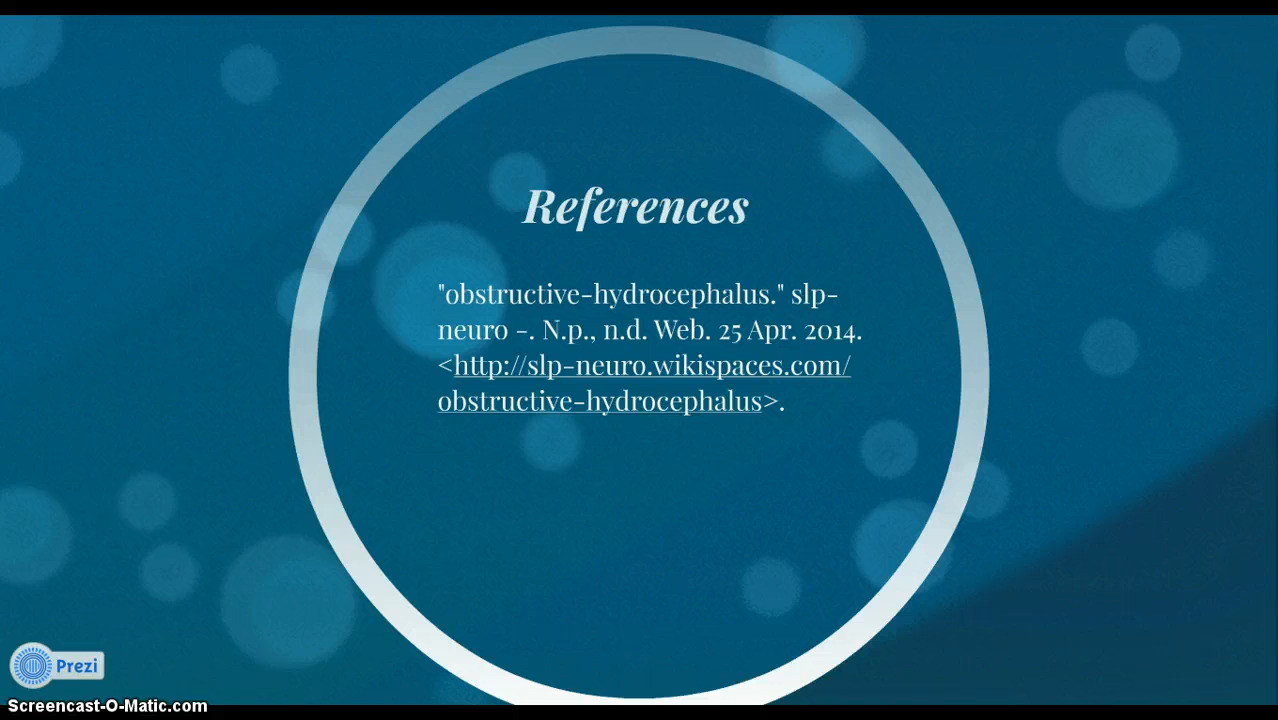 References
"obstructive-hydrocephalus." slp-
neuro -. N.p., n.d. Web. 25 Apr. 2014.
<http://slp-neuro.wikispaces.com/
obstructive-hydrocephalus>.
Prezi
Screencast-O-Matic.com